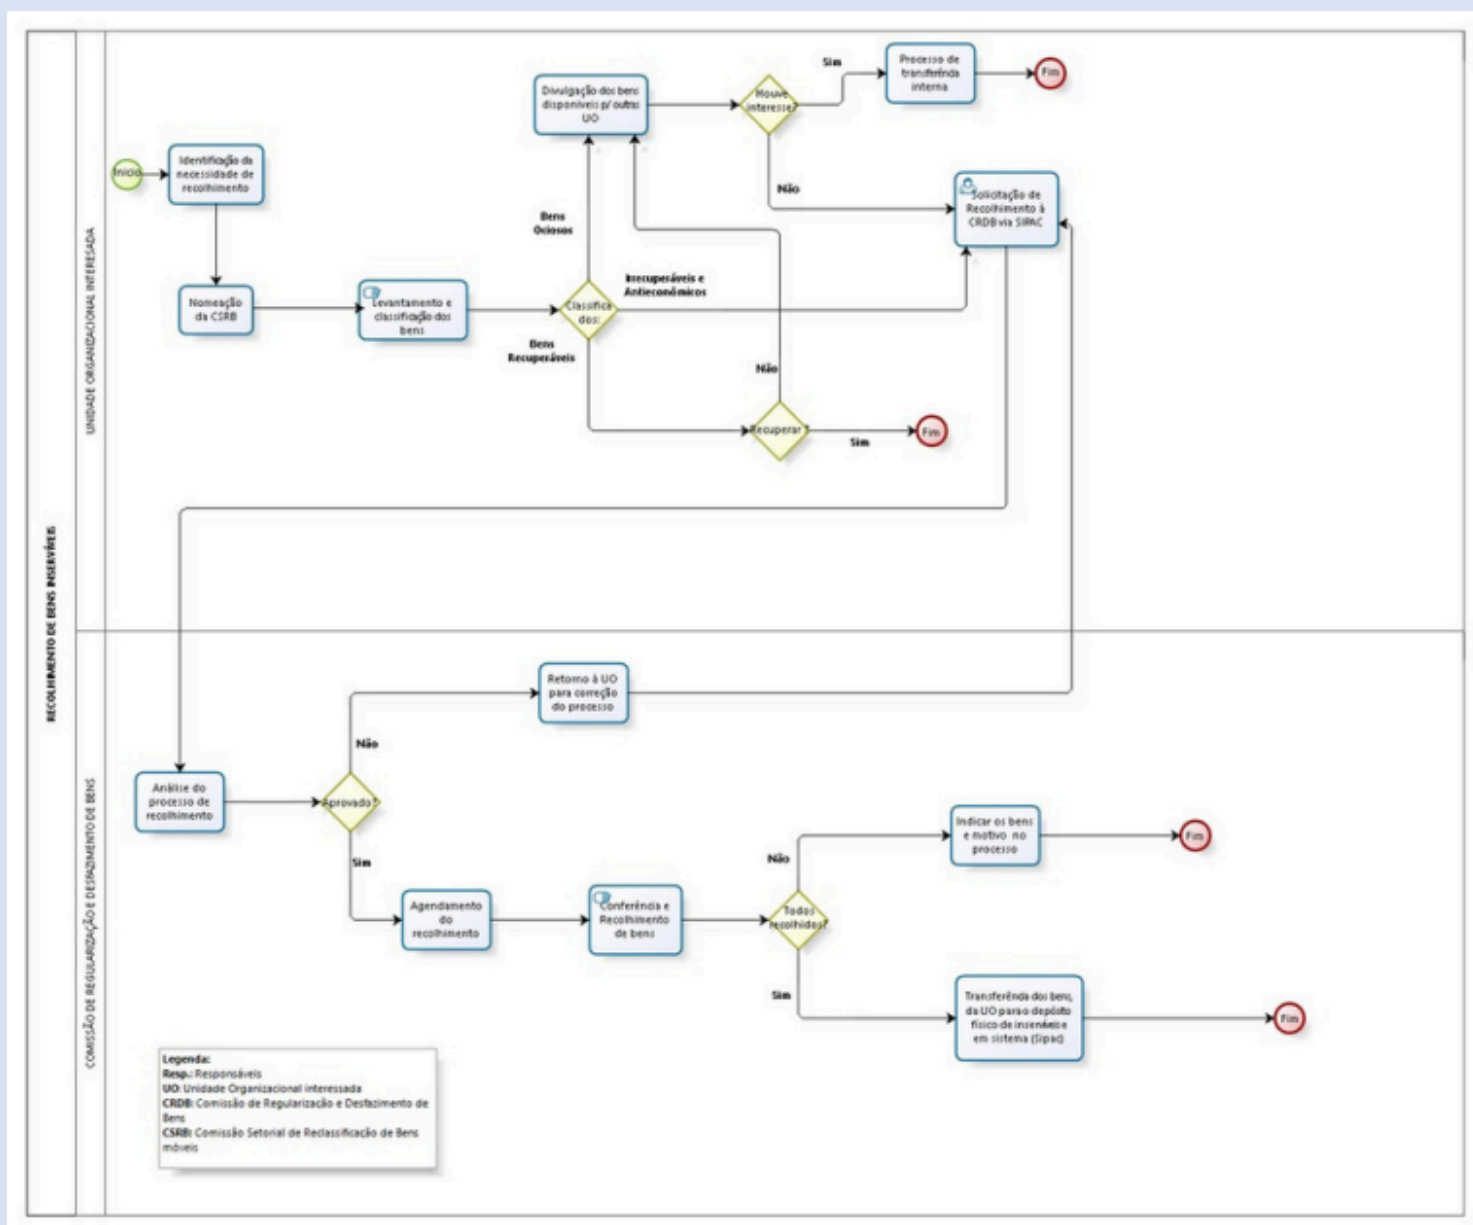 RECOLHIMENTO DE BENS INSERVÍVEIS
UNIDADE ORGANIZACIONAL INTERESADA
Início
Identificação da
necessidade de
recolhimento
Nomeação
da CSRB
Levantamento e
classificação dos
bens
Classifica
dos:
Bens
Ociosos
Irrecuperáveis e
Antieconômicos
Bens
Recuperáveis
Divulgação dos bens
disponíveis p/ outras
UO
Houve
interesse?
Sim
Processo de
transferência
interna
Fim
Não
Solicitação de
Recolhimento à
CRDB via SIPAC
Não
Recuperar ?
Sim
Fim
COMISSÃO DE REGULARIZAÇÃO E DESFAZIMENTO DE BENS
Análise do
processo de
recolhimento
Aprovado?
Não
Retorno à UO
para correção
do processo
Sim
Agendamento
do
recolhimento
Conferência e
Recolhimento
de bens
Todos
recolhidos?
Não
Indicar os bens
e motivo no
processo
Fim
Sim
Transferência dos bens,
da UO para o depósito
físico de inservíveis e
em sistema (Sipac)
Fim
Legenda:
Resp.: Responsáveis
UO: Unidade Organizacional interessada
CRDB: Comissão de Regularização e Desfazimento de
Bens
CSRB: Comissão Setorial de Reclassificação de Bens
móveis